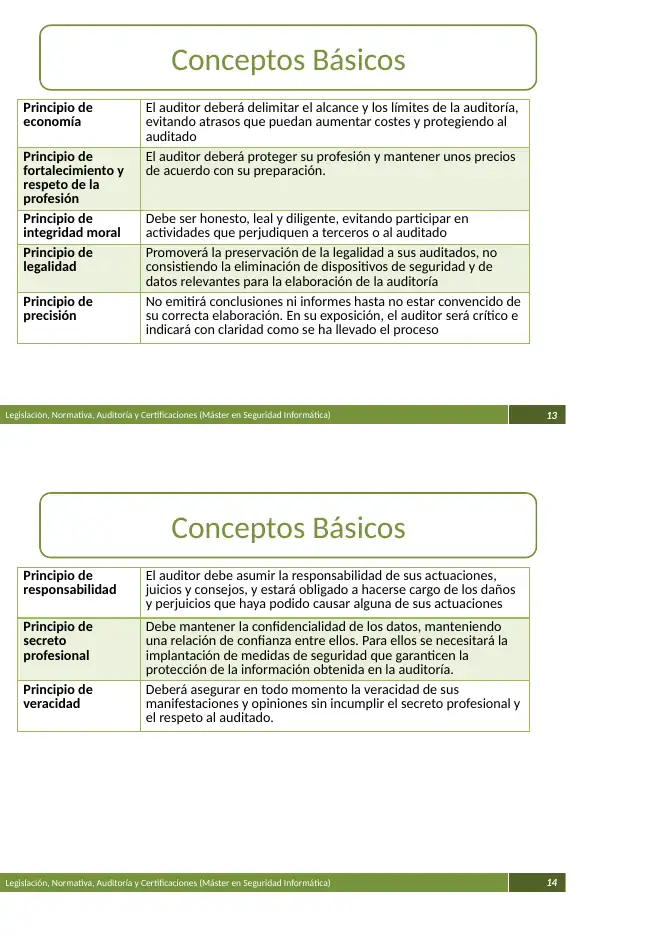 Conceptos Básicos
Principio de
economía
El auditor deberá delimitar el alcance y los límites de la auditoría,
evitando atrasos que puedan aumentar costes y protegiendo al
auditado
Principio de
fortalecimiento y
respeto de la
profesión
El auditor deberá proteger su profesión y mantener unos precios
de acuerdo con su preparación.
Principio de
integridad moral
Debe ser honesto, leal y diligente, evitando participar en
actividades que perjudiquen a terceros o al auditado
Principio de
legalidad
Promoverá la preservación de la legalidad a sus auditados, no
consistiendo la eliminación de dispositivos de seguridad y de
datos relevantes para la elaboración de la auditoría
Principio de
precisión
No emitirá conclusiones ni informes hasta no estar convencido de
su correcta elaboración. En su exposición, el auditor será crítico e
indicará con claridad como se ha llevado el proceso
Legislación, Normativa, Auditoría y Certificaciones (Máster en Seguridad Informática)
13
Conceptos Básicos
Principio de
responsabilidad
El auditor debe asumir la responsabilidad de sus actuaciones,
juicios y consejos, y estará obligado a hacerse cargo de los daños
y perjuicios que haya podido causar alguna de sus actuaciones
Principio de
secreto
profesional
Debe mantener la confidencialidad de los datos, manteniendo
una relación de confianza entre ellos. Para ellos se necesitará la
implantación de medidas de seguridad que garanticen la
protección de la información obtenida en la auditoría.
Principio de
veracidad
Deberá asegurar en todo momento la veracidad de sus
manifestaciones y opiniones sin incumplir el secreto profesional y
el respeto al auditado.
Legislación, Normativa, Auditoría y Certificaciones (Máster en Seguridad Informática)
14